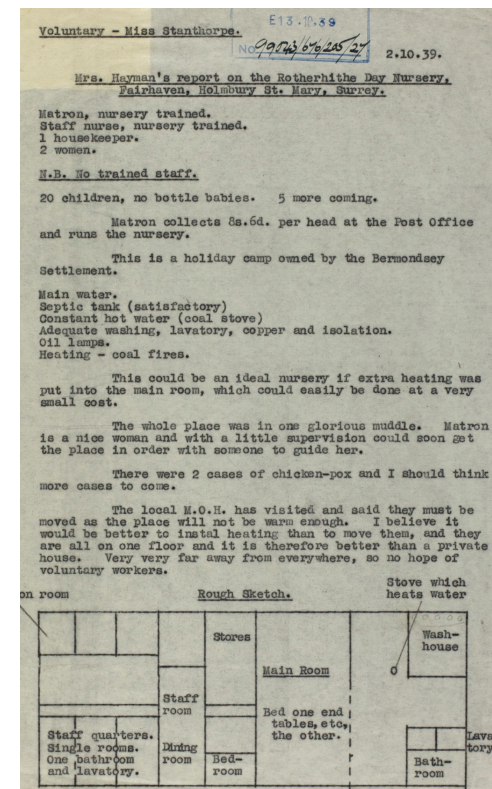 E13.10.39
No 99043/676/205/27
Voluntary - Miss Stanthorpe.
2.10.39.
Mrs. Hayman's report on the Rotherhithe Day Nursery,
Fairhaven, Holmbury St. Mary, Surrey.
Matron, nursery trained.
Staff nurse, nursery trained.
1 housekeeper.
2 women.
N.B. No trained staff.
20 children, no bottle babies. 5 more coming.
Matron collects 8s.6d. per head at the Post Office
and runs the nursery.
This is a holiday camp owned by the Bermondsey
Settlement.
Main water.
Septic tank (satisfactory)
Constant hot water (coal stove)
Adequate washing, lavatory, copper and isolation.
Oil lamps.
Heating - coal fires.
This could be an ideal nursery if extra heating was
put into the main room, which could easily be done at a very
small cost.
The whole place was in one glorious muddle. Matron
is a nice woman and with a little supervision could soon get
the place in order with someone to guide her.
There were 2 cases of chicken-pox and I should think
more cases to come.
The local M.O.H. has visited and said they must be
moved as the place will not be warm enough. I believe it
would be better to instal heating than to move them, and they
are all on one floor and it is therefore better than a private
house. Very very far away from everywhere, so no hope of
voluntary workers.
on room
Rough Sketch.
Stove which
heats water
Stores
Wash-
house
Main Room
Staff
room
Bed one end
tables, etc,
the other.
Staff quarters.
Single rooms.
One bathroom
and lavatory.
Dining
room
Bed-
room
Lava
tory
Bath-
room